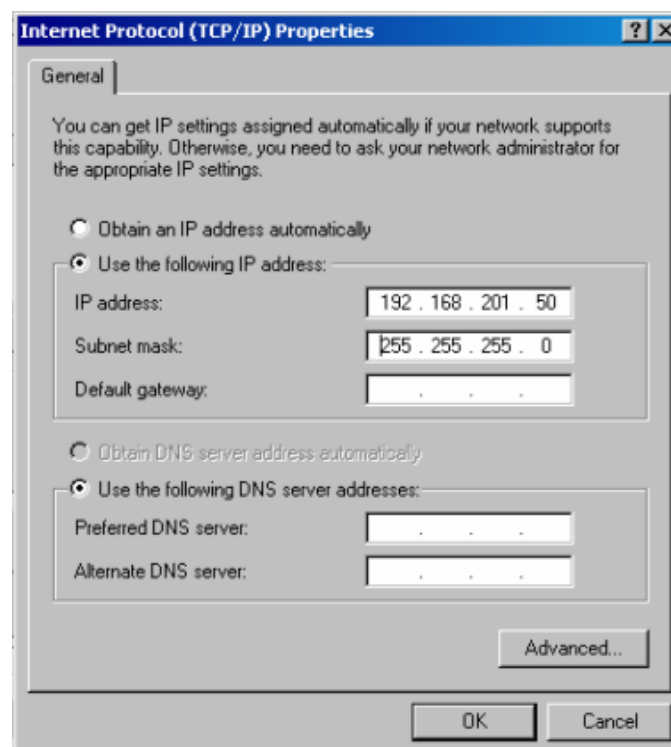 Internet Protocol (TCP/IP) Properties
General
You can get IP settings assigned automatically if your network supports
this capability. Otherwise, you need to ask your network administrator for
the appropriate IP settings.
Obtain an IP address automatically
Use the following IP address:
IP address: 192 . 168 . 201 . 50
Subnet mask: 255 . 255 . 255 . 0
Default gateway: . . .
Obtain DNS server address automatically
Use the following DNS server addresses:
Preferred DNS server: . . .
Alternate DNS server: . . .
Advanced...
OK Cancel